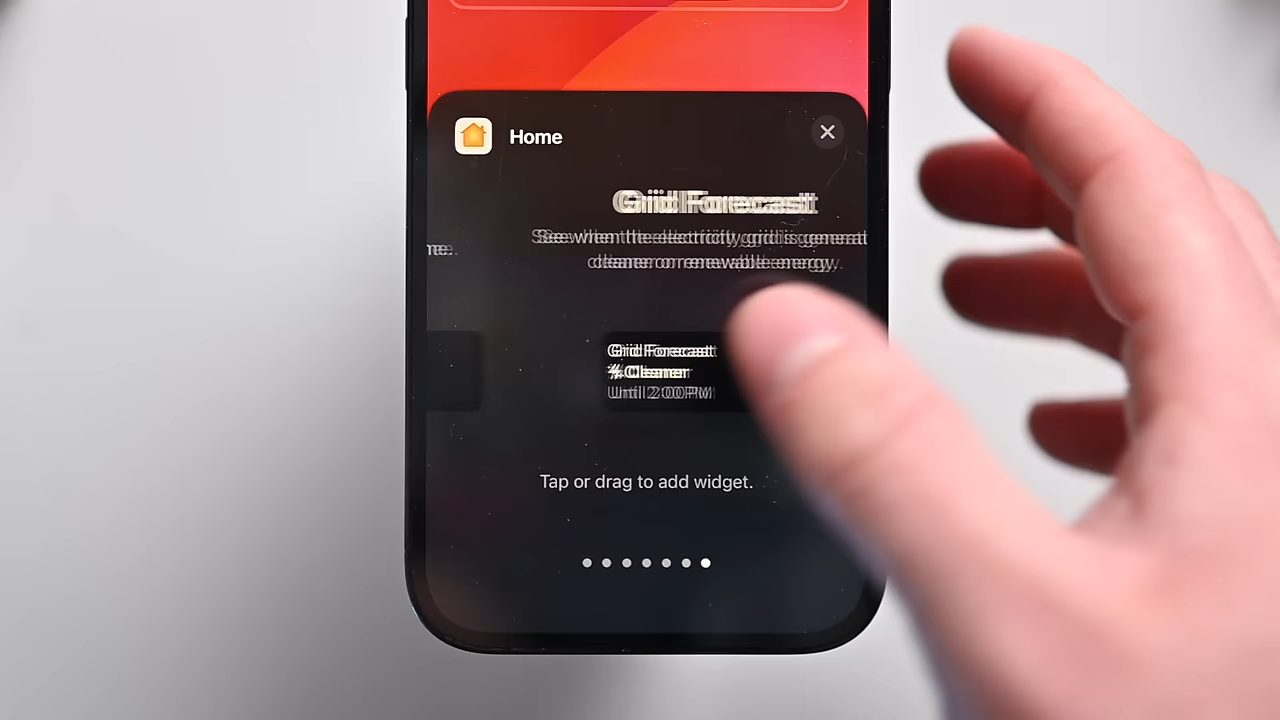 Home
Grid Forecast
me.
See when the electricity grid is generat
cleaner or renewable energy.
Grid Forecast
Cleaner
Until 2:00 PM
Tap or drag to add widget.